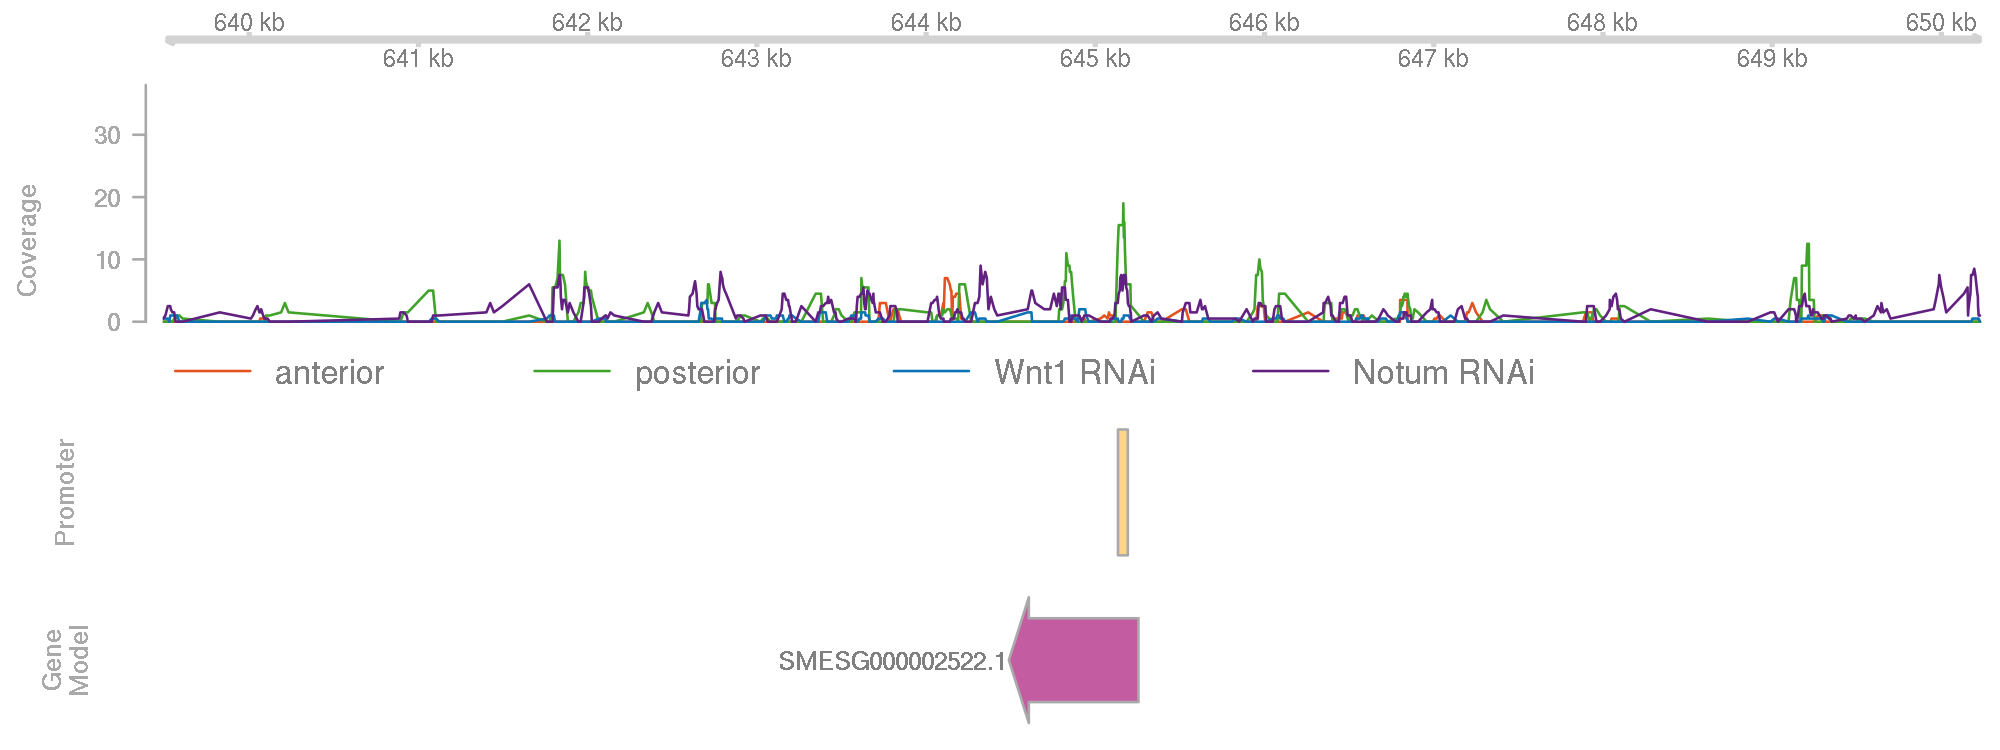 640 kb 642 kb 644 kb 646 kb 648 kb 650 kb
641 kb 643 kb 645 kb 647 kb 649 kb
Coverage
30
20
10
0
anterior posterior Wnt1 RNAi Notum RNAi
Promoter
0
Gene
Model
SMESG000002522.1